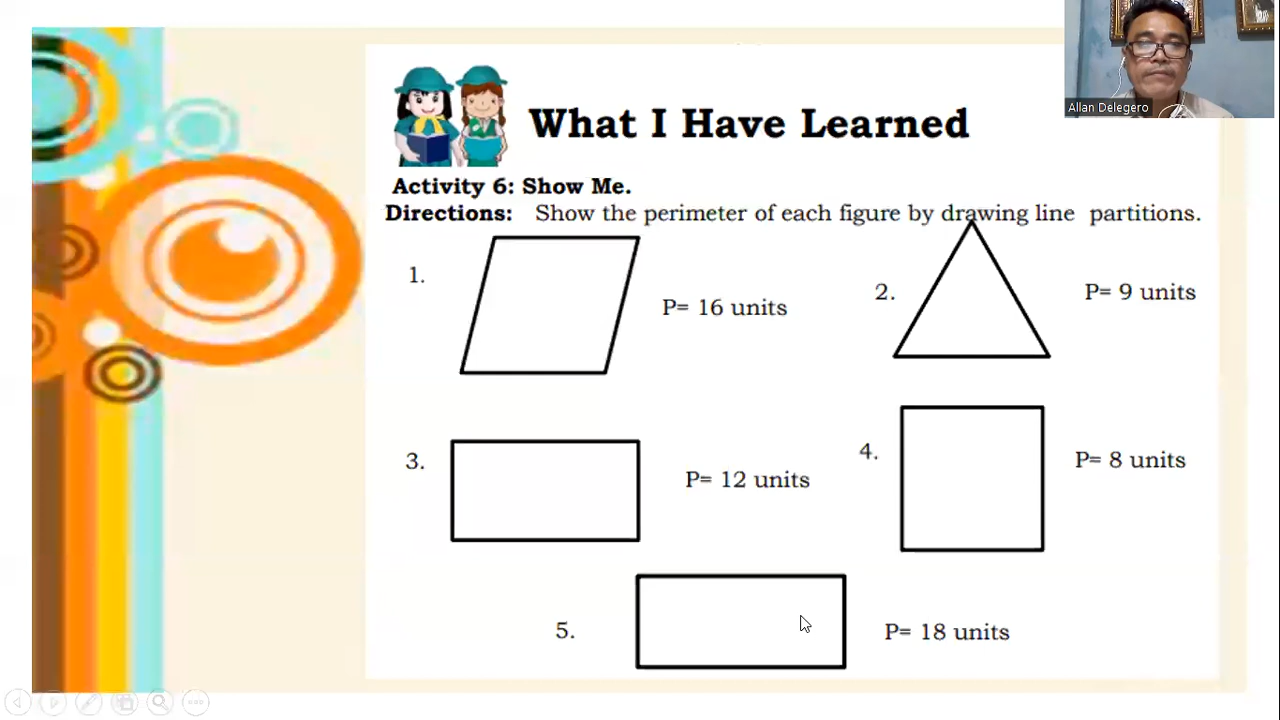 Allan Delegero
What I Have Learned
Activity 6: Show Me.
Directions: Show the perimeter of each figure by drawing line partitions.
1.
P= 16 units
2.
P= 9 units
3.
P= 12 units
4.
P= 8 units
5.
P= 18 units